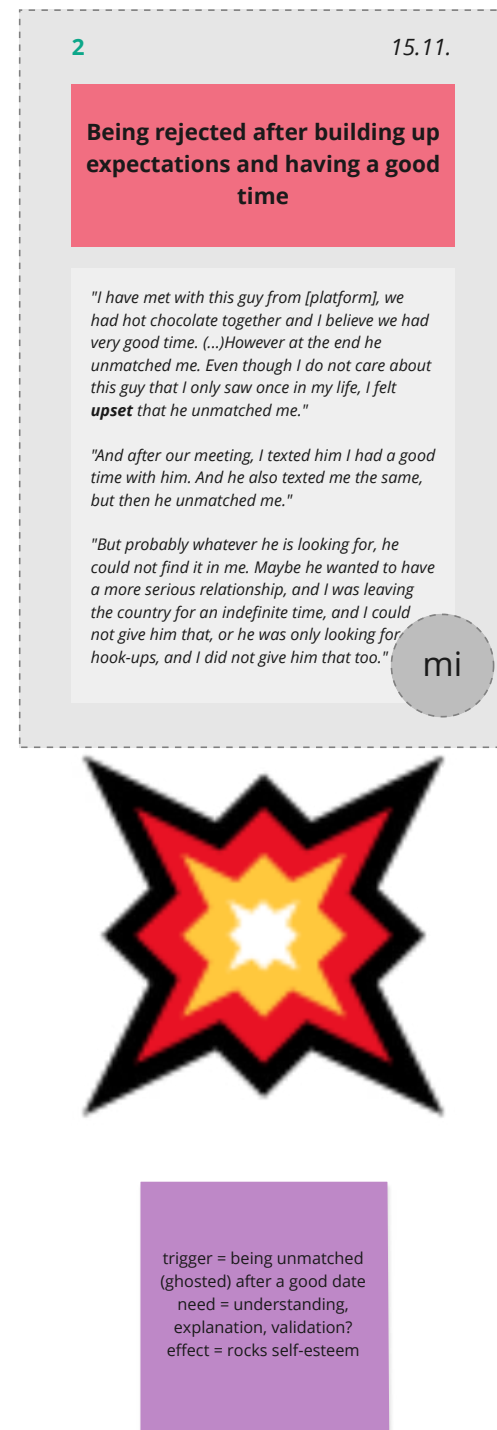 2 15.11.
Being rejected after building up
expectations and having a good
time
"I have met with this guy from [platform], we
had hot chocolate together and I believe we had
very good time. (...)However at the end he
unmatched me. Even though I do not care about
this guy that I only saw once in my life, I felt
upset that he unmatched me."
"And after our meeting, I texted him I had a good
time with him. And he also texted me the same,
but then he unmatched me."
"But probably whatever he is looking for, he
could not find it in me. Maybe he wanted to have
a more serious relationship, and I was leaving
the country for an indefinite time, and I could
not give him that, or he was only looking for
hook-ups, and I did not give him that too."
mi
trigger = being unmatched
(ghosted) after a good date
need = understanding,
explanation, validation?
effect = rocks self-esteem